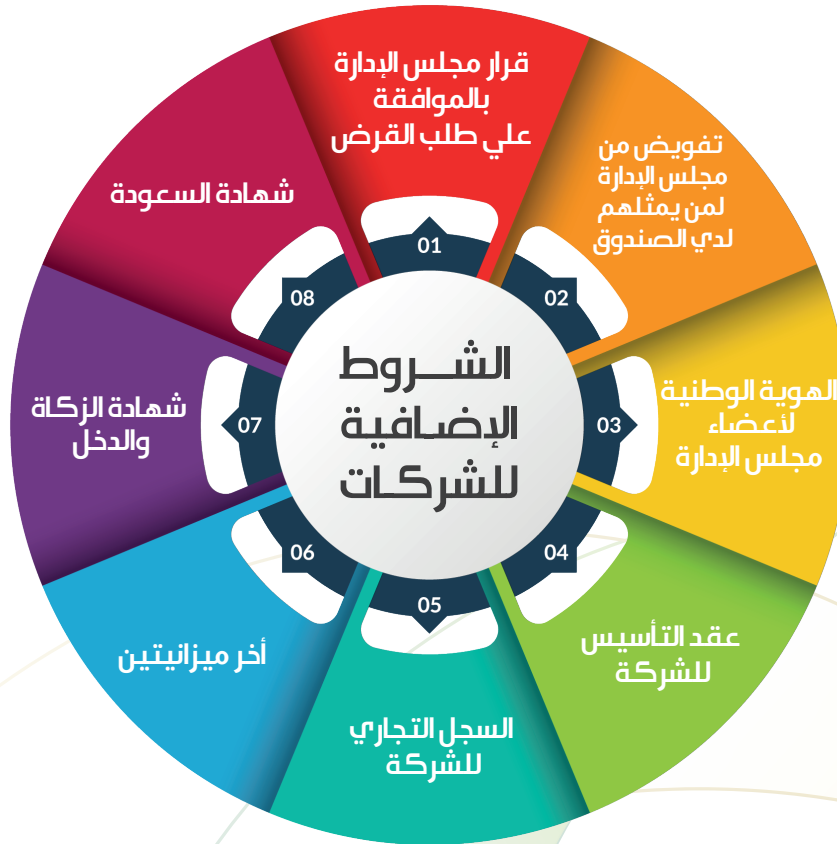 الشروط
الإضافية
للشركات
01
قرار مجلس الإدارة
بالموافقة
علي طلب القرض
02
تفويض من
مجلس الإدارة
لمن يمثلهم
لدي الصندوق
03
الهوية الوطنية
لأعضاء
مجلس الإدارة
04
عقد التأسيس
للشركة
05
السجل التجاري
للشركة
06
أخر ميزانيتين
07
شهادة الزكاة
والدخل
08
شهادة السعودة